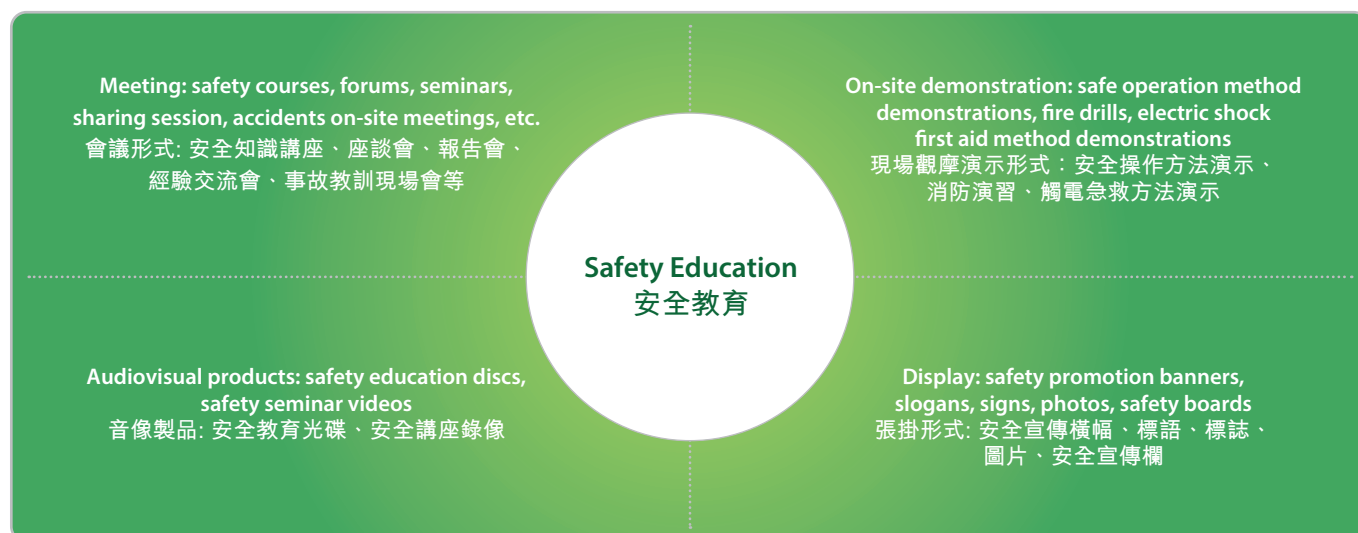 Meeting: safety courses, forums, seminars,
sharing session, accidents on-site meetings, etc.
會議形式: 安全知識講座、座談會、報告會、
經驗交流會、事故教訓現場會等
On-site demonstration: safe operation method
demonstrations, fire drills, electric shock
first aid method demonstrations
現場觀摩演示形式：安全操作方法演示、
消防演習、觸電急救方法演示
Safety Education
安全教育
Audiovisual products: safety education discs,
safety seminar videos
音像製品: 安全教育光碟、安全講座錄像
Display: safety promotion banners,
slogans, signs, photos, safety boards
張掛形式: 安全宣傳橫幅、標語、標誌、
圖片、安全宣傳欄